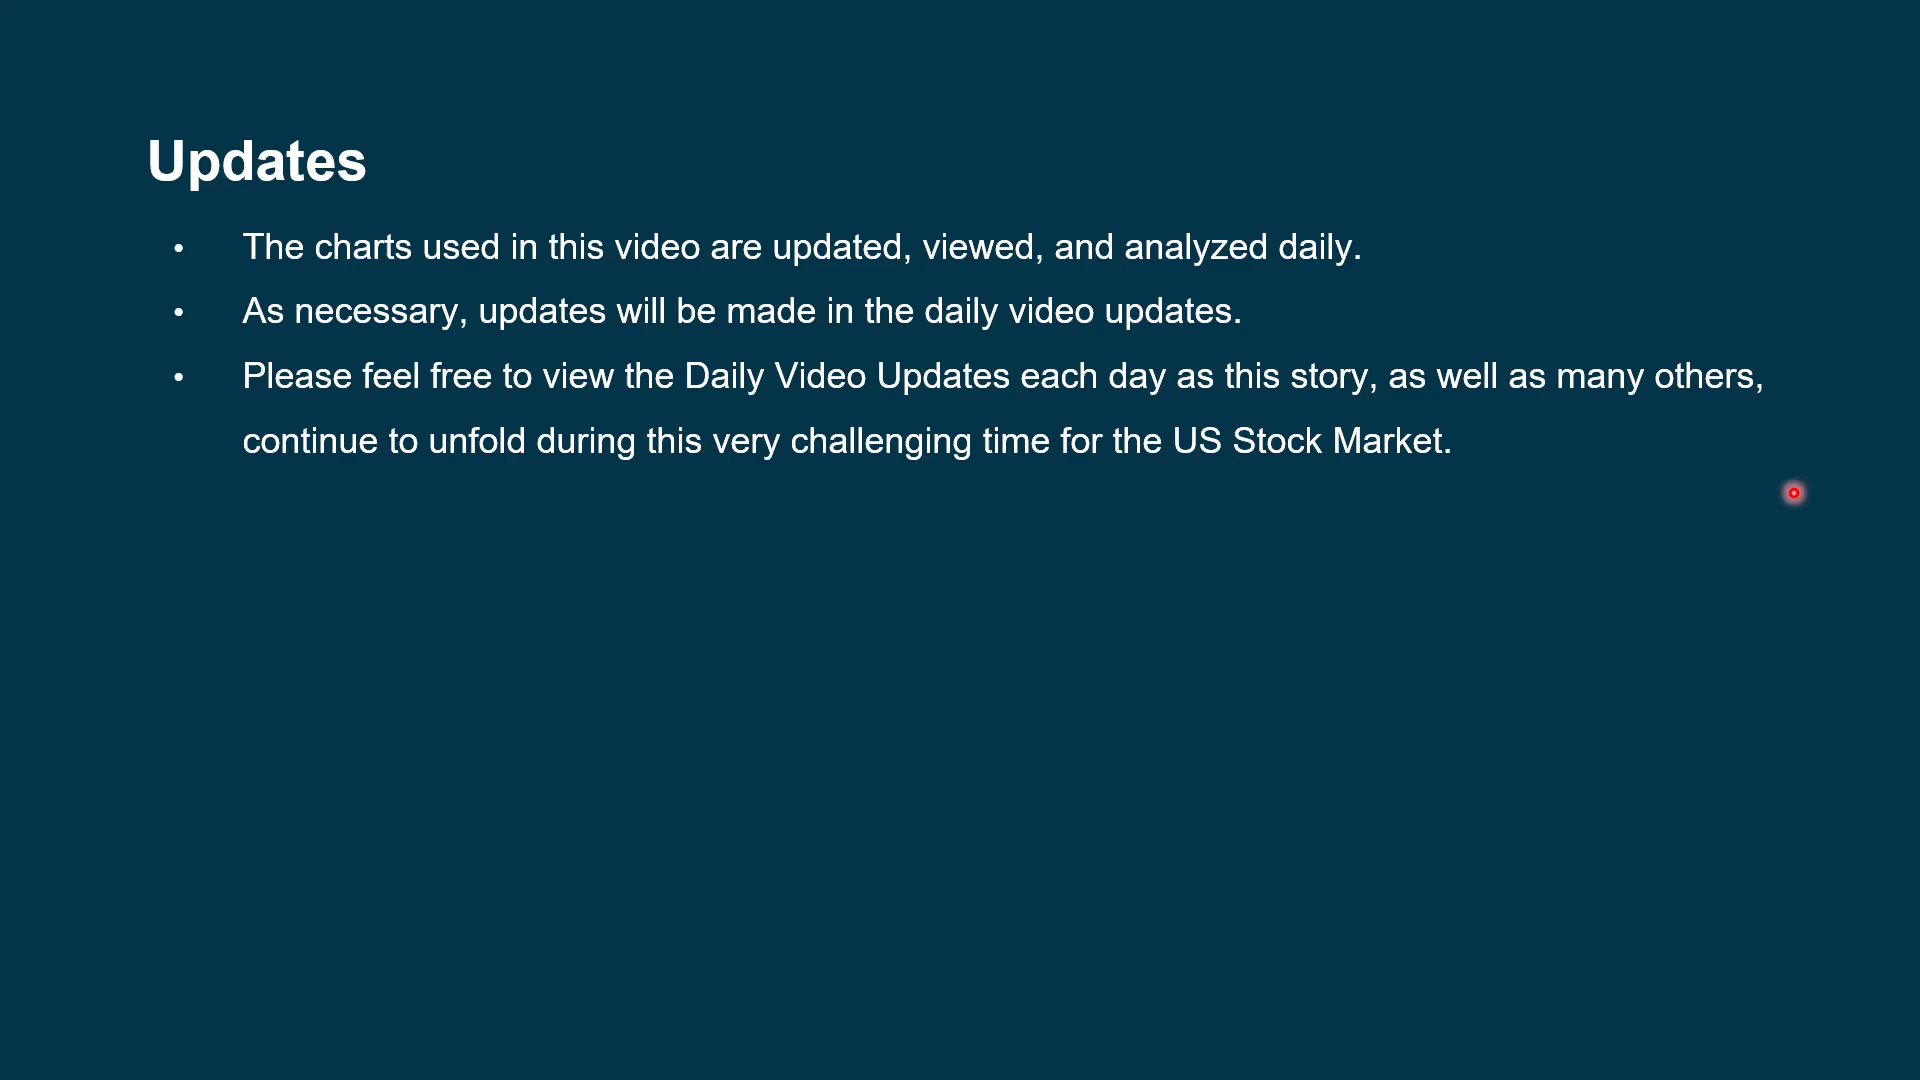 Updates
• The charts used in this video are updated, viewed, and analyzed daily.
• As necessary, updates will be made in the daily video updates.
• Please feel free to view the Daily Video Updates each day as this story, as well as many others,
continue to unfold during this very challenging time for the US Stock Market.